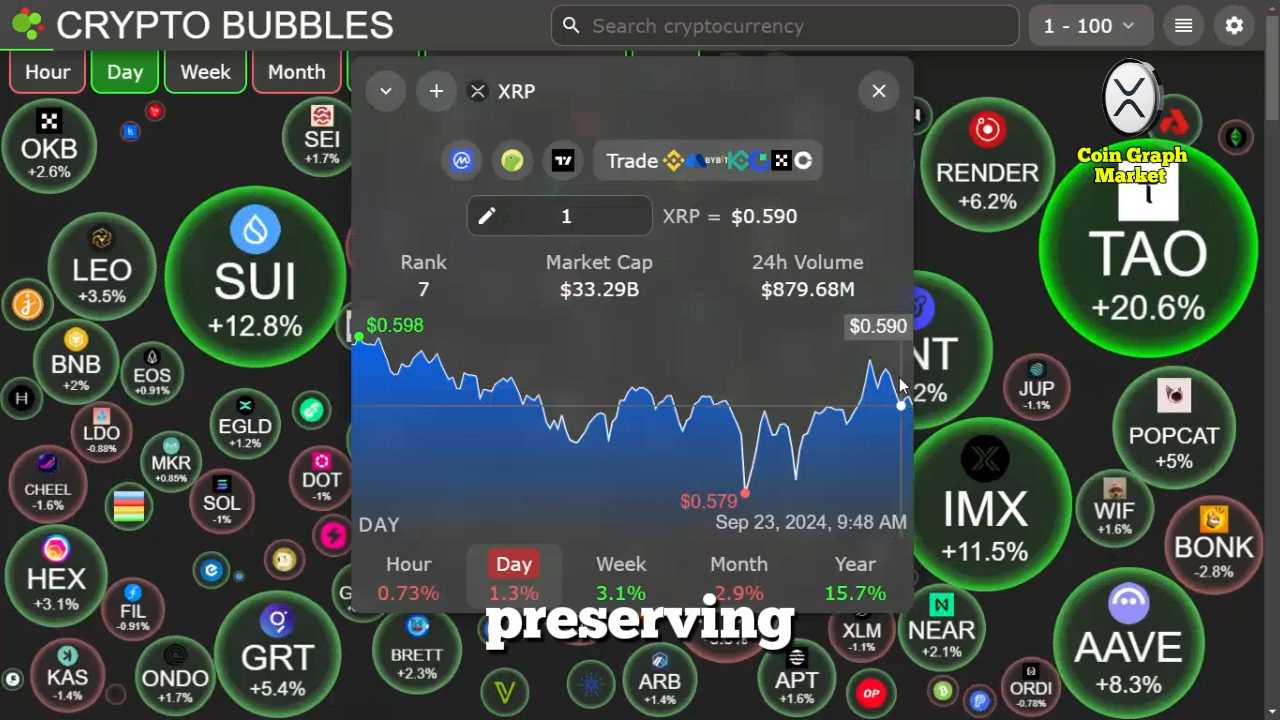 CRYPTO BUBBLES
Search cryptocurrency
1 - 100
Hour
Day
Week
Month
XRP
Trade
BYBIT
1
XRP = $0.590
Rank
Market Cap
24h Volume
7
$33.29B
$879.68M
$0.598
$0.590
$0.579
DAY
Sep 23, 2024, 9:48 AM
Hour
Day
Week
Month
Year
0.73%
1.3%
3.1%
2.9%
15.7%
preserving
Coin Graph
Market
OKB
+2.6%
SEI
+1.7%
LEO
+3.5%
SUI
+12.8%
BNB
+2%
EOS
+0.91%
H
LDO
-0.88%
EGLD
+1.2%
MKR
+0.85%
CHEEL
-1.6%
SOL
-1%
DOT
-1%
HEX
+3.1%
FIL
-0.91%
GRT
+5.4%
KAS
-1.4%
ONDO
+1.7%
BRETT
+2.3%
ARB
+1.4%
APT
+1.6%
OP
XLM
-1.1%
NEAR
+2.1%
ORDI
-0.78%
AAVE
+8.3%
IMX
+11.5%
WIF
+1.6%
BONK
-2.8%
POPCAT
+5%
JUP
-1.1%
NT
2%
RENDER
+6.2%
TAO
+20.6%